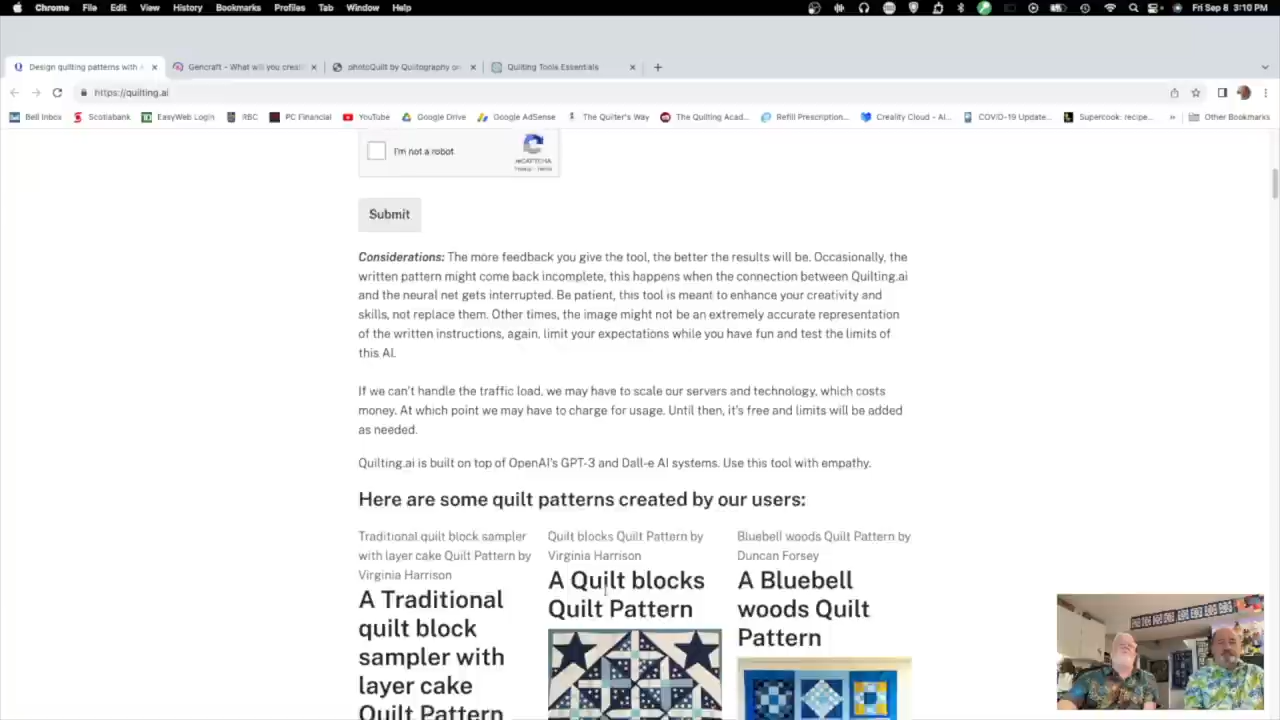 Chrome File Edit View History Bookmarks Profiles Tab Window Help Fri Sep 8 3:10 PM
Design quilting patterns with Gencraft - What will you creat photoQuilt by Quiltography on Quilting Tools Essentials
https://quilting.ai
Bell Inbox Scotiabank EasyWeb Login RBC PC Financial YouTube Google Drive Google AdSense The Quilter's Way The Quilting Acad... Refill Prescription... Creality Cloud - Al... COVID-19 Update... Supercook: recipe... » Other Bookmarks
I'm not a robot
reCAPTCHA
Privacy - Terms
Submit
Considerations: The more feedback you give the tool, the better the results will be. Occasionally, the
written pattern might come back incomplete, this happens when the connection between Quilting.ai
and the neural net gets interrupted. Be patient, this tool is meant to enhance your creativity and
skills, not replace them. Other times, the image might not be an extremely accurate representation
of the written instructions, again, limit your expectations while you have fun and test the limits of
this AI.
If we can't handle the traffic load, we may have to scale our servers and technology, which costs
money. At which point we may have to charge for usage. Until then, it's free and limits will be added
as needed.
Quilting.ai is built on top of OpenAI's GPT-3 and Dall-e AI systems. Use this tool with empathy.
Here are some quilt patterns created by our users:
Traditional quilt block sampler
with layer cake Quilt Pattern by
Virginia Harrison
A Traditional
quilt block
sampler with
layer cake
Quilt Pattern
Quilt blocks Quilt Pattern by
Virginia Harrison
A Quilt blocks
Quilt Pattern
Bluebell woods Quilt Pattern by
Duncan Forsey
A Bluebell
woods Quilt
Pattern